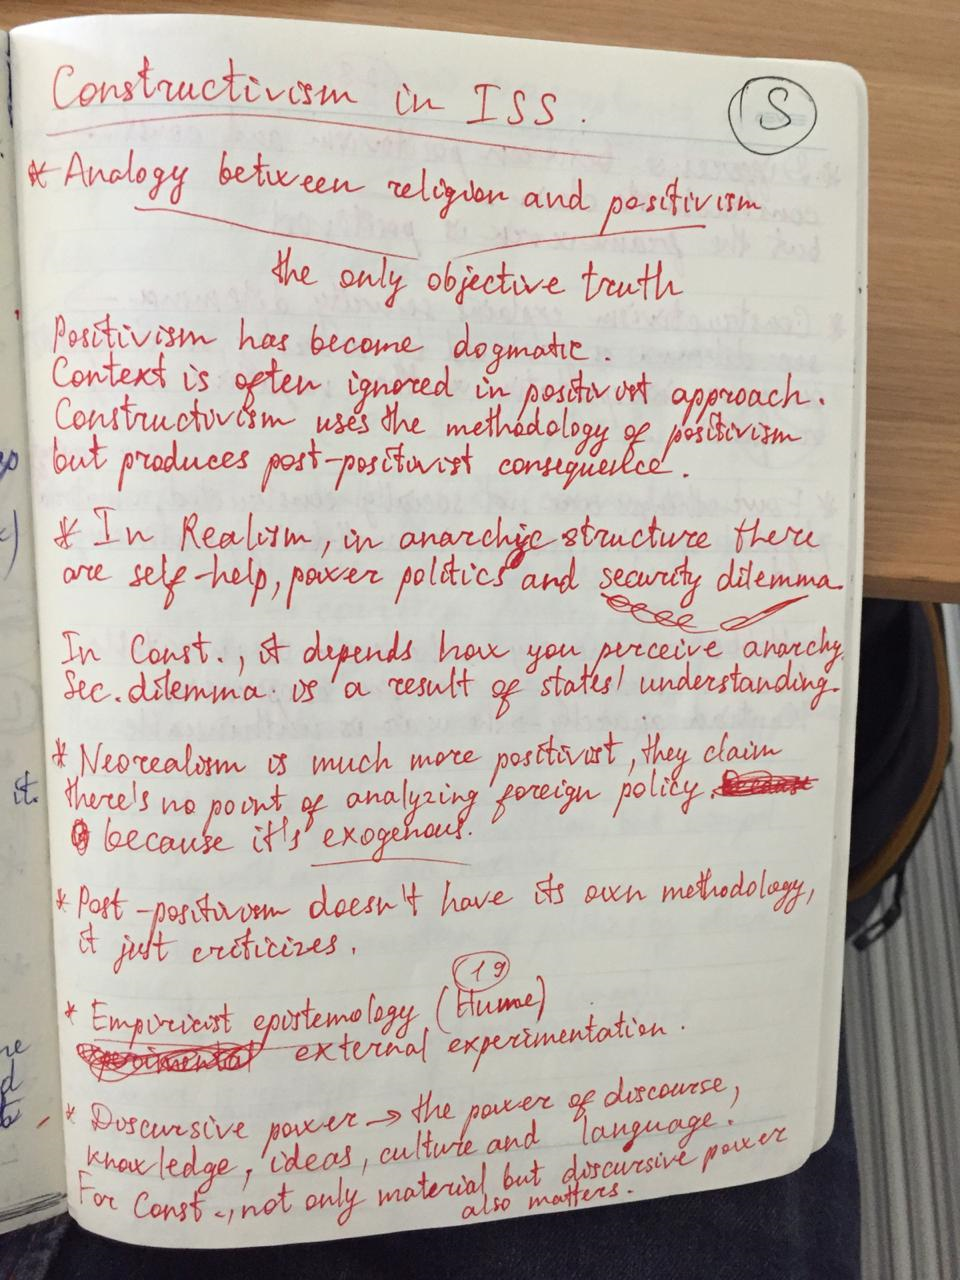 Constructivism in ISS.
S
* Analogy between religion and positivism
the only objective truth
Positivism has become dogmatic.
Context is often ignored in positivist approach.
Constructivism uses the methodology of positivism
but produces post-positivist consequence.
* In Realism, in anarchic structure there
are self-help, power politics and security dilemma.
In Const., it depends how you perceive anarchy.
Sec. dilemma is a result of states' understanding.
* Neorealism is much more positivist, they claim
there's no point of analyzing foreign policy.
because it's exogenous.
* Post-positivism doesn't have its own methodology,
it just criticizes.
19
* Empiricist epistemology (Hume)
external experimentation.
* Discursive power → the power of discourse,
knowledge, ideas, culture and language.
For Const., not only material but discursive power
also matters.
it.